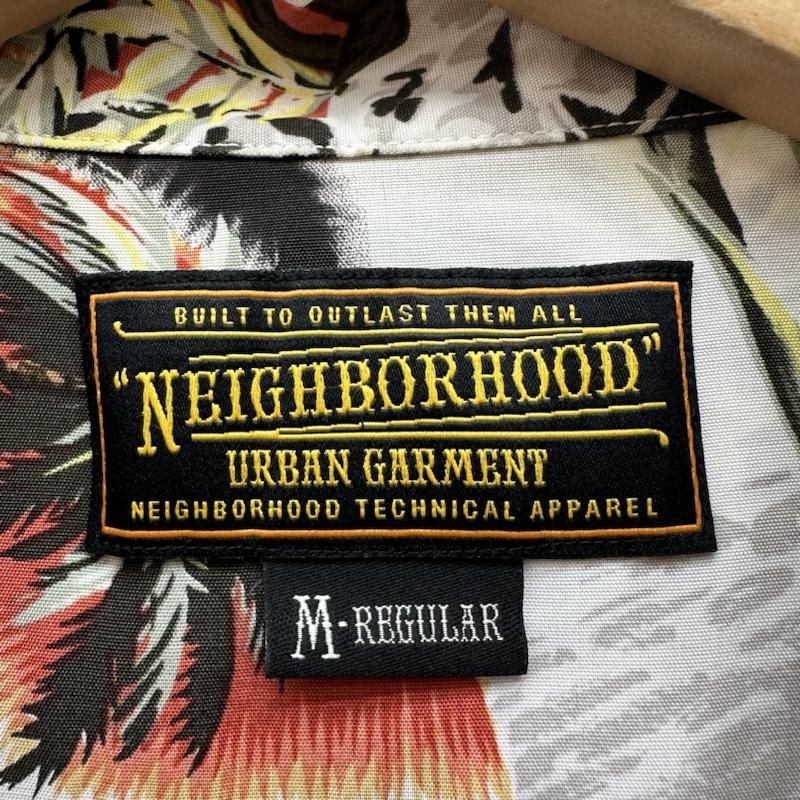 BUILT TO OUTLAST THEM ALL
"NEIGHBORHOOD"
URBAN GARMENT
NEIGHBORHOOD TECHNICAL APPAREL
M-REGULAR